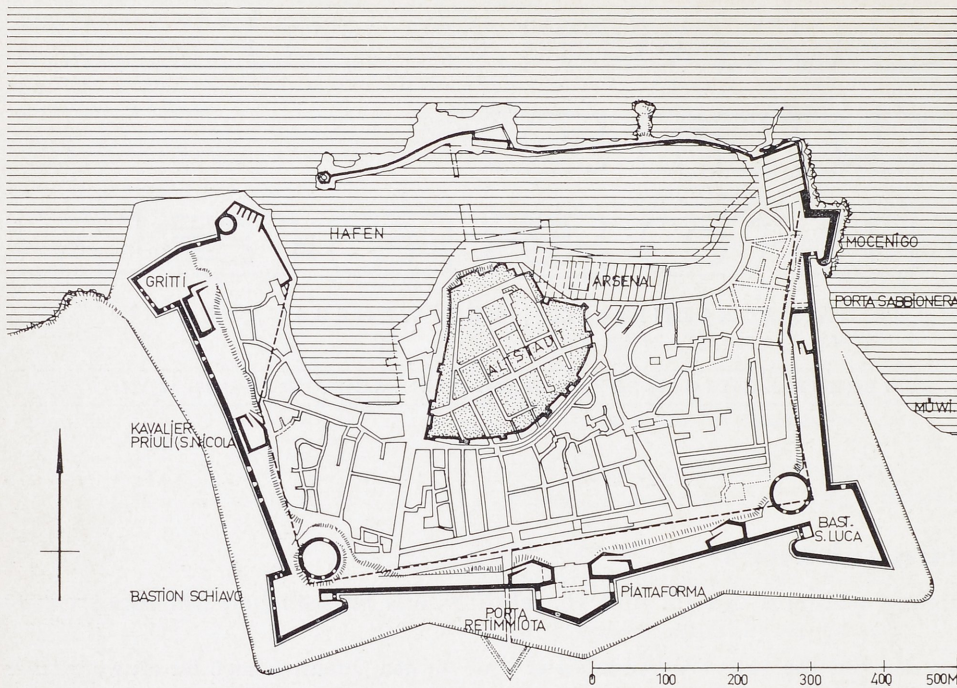 HAFEN
MOCENIGO
GRITTI
ARSENAL
PORTA SABBIONERA
ALTSTADT
MÜWI.
KAVALIER
PRIULI (S. NICOLA
BAST.
S. LUCA
BASTION SCHIAVO
PIATTAFORMA
PORTA
RETIMMIOTA
0 100 200 300 400 500M